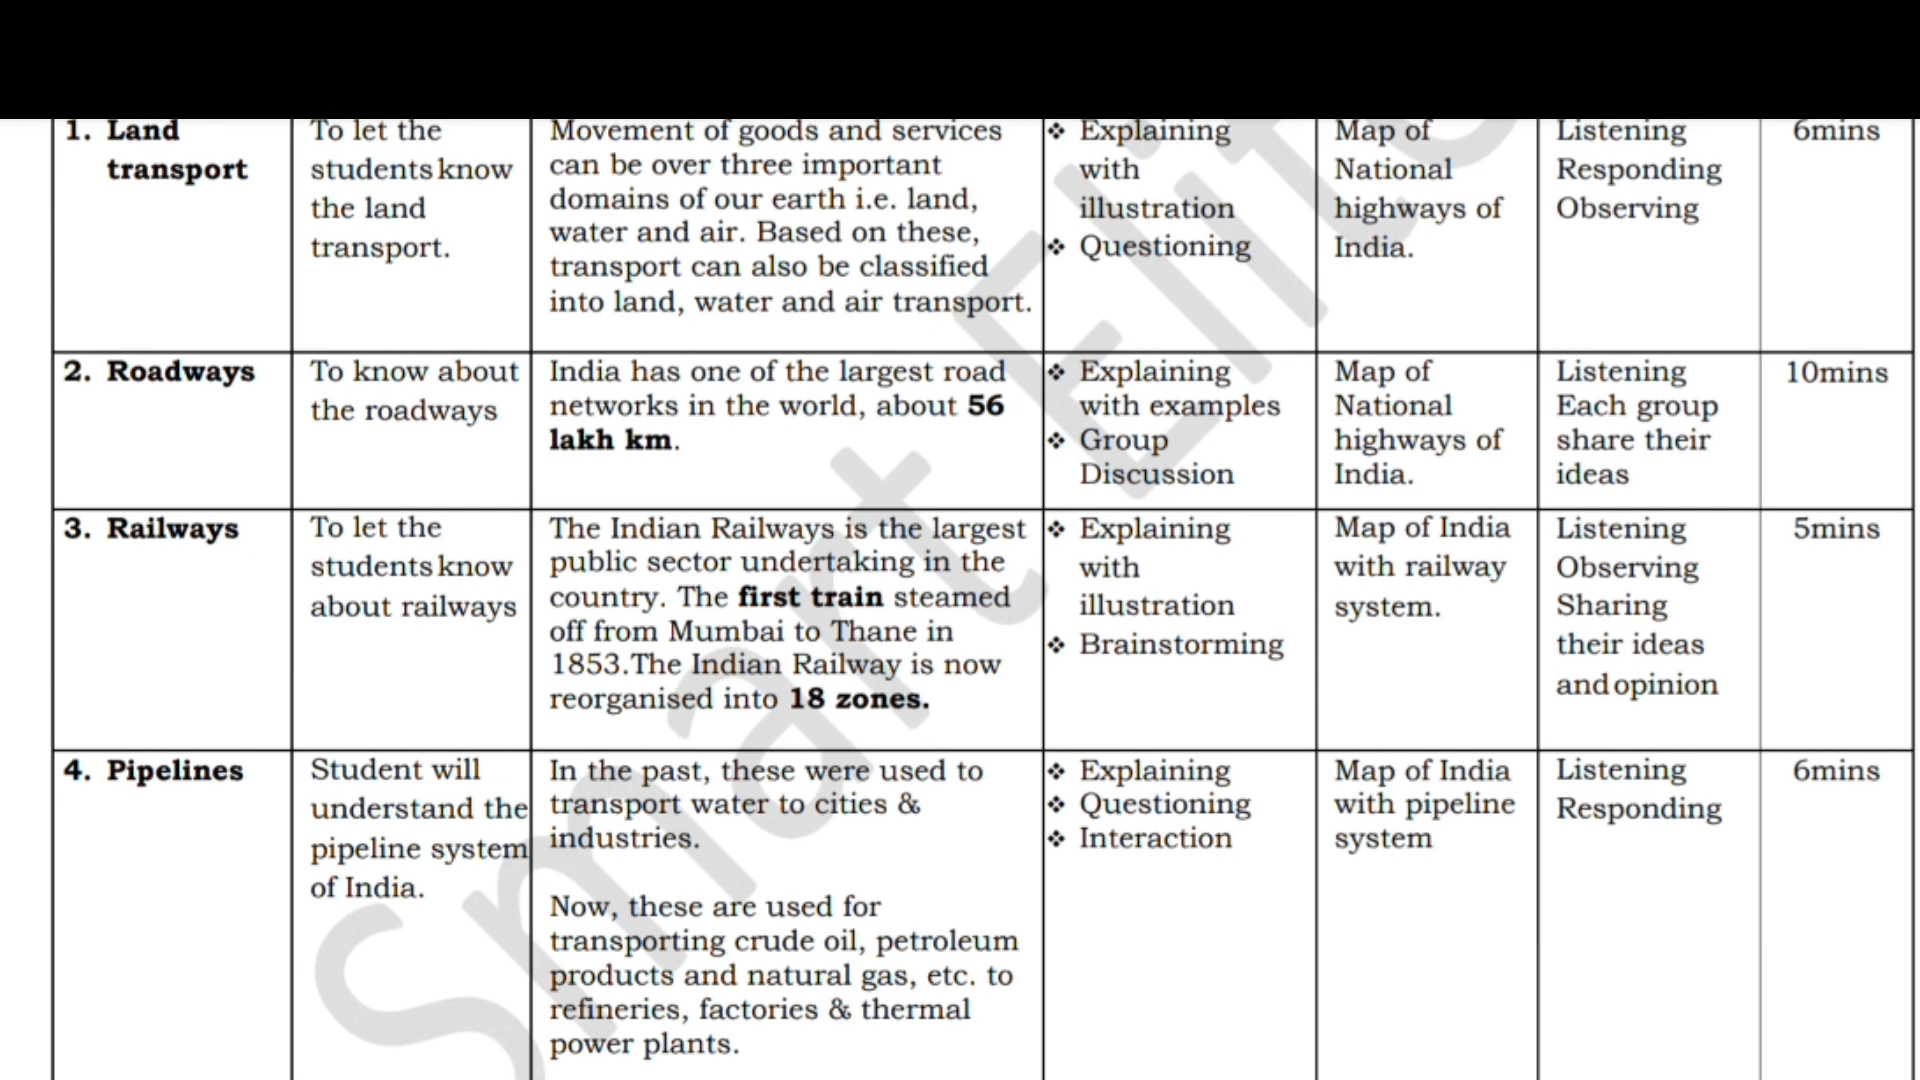 1. Land
transport
To let the
students know
the land
transport.
Movement of goods and services
can be over three important
domains of our earth i.e. land,
water and air. Based on these,
transport can also be classified
into land, water and air transport.
❖ Explaining
with
illustration
❖ Questioning
Map of
National
highways of
India.
Listening
Responding
Observing
6mins
2. Roadways
To know about
the roadways
India has one of the largest road
networks in the world, about 56
lakh km.
❖ Explaining
with examples
❖ Group
Discussion
Map of
National
highways of
India.
Listening
Each group
share their
ideas
10mins
3. Railways
To let the
students know
about railways
The Indian Railways is the largest
public sector undertaking in the
country. The first train steamed
off from Mumbai to Thane in
1853.The Indian Railway is now
reorganised into 18 zones.
❖ Explaining
with
illustration
❖ Brainstorming
Map of India
with railway
system.
Listening
Observing
Sharing
their ideas
and opinion
5mins
4. Pipelines
Student will
understand the
pipeline system
of India.
In the past, these were used to
transport water to cities &
industries.
Now, these are used for
transporting crude oil, petroleum
products and natural gas, etc. to
refineries, factories & thermal
power plants.
❖ Explaining
❖ Questioning
❖ Interaction
Map of India
with pipeline
system
Listening
Responding
6mins
Smart